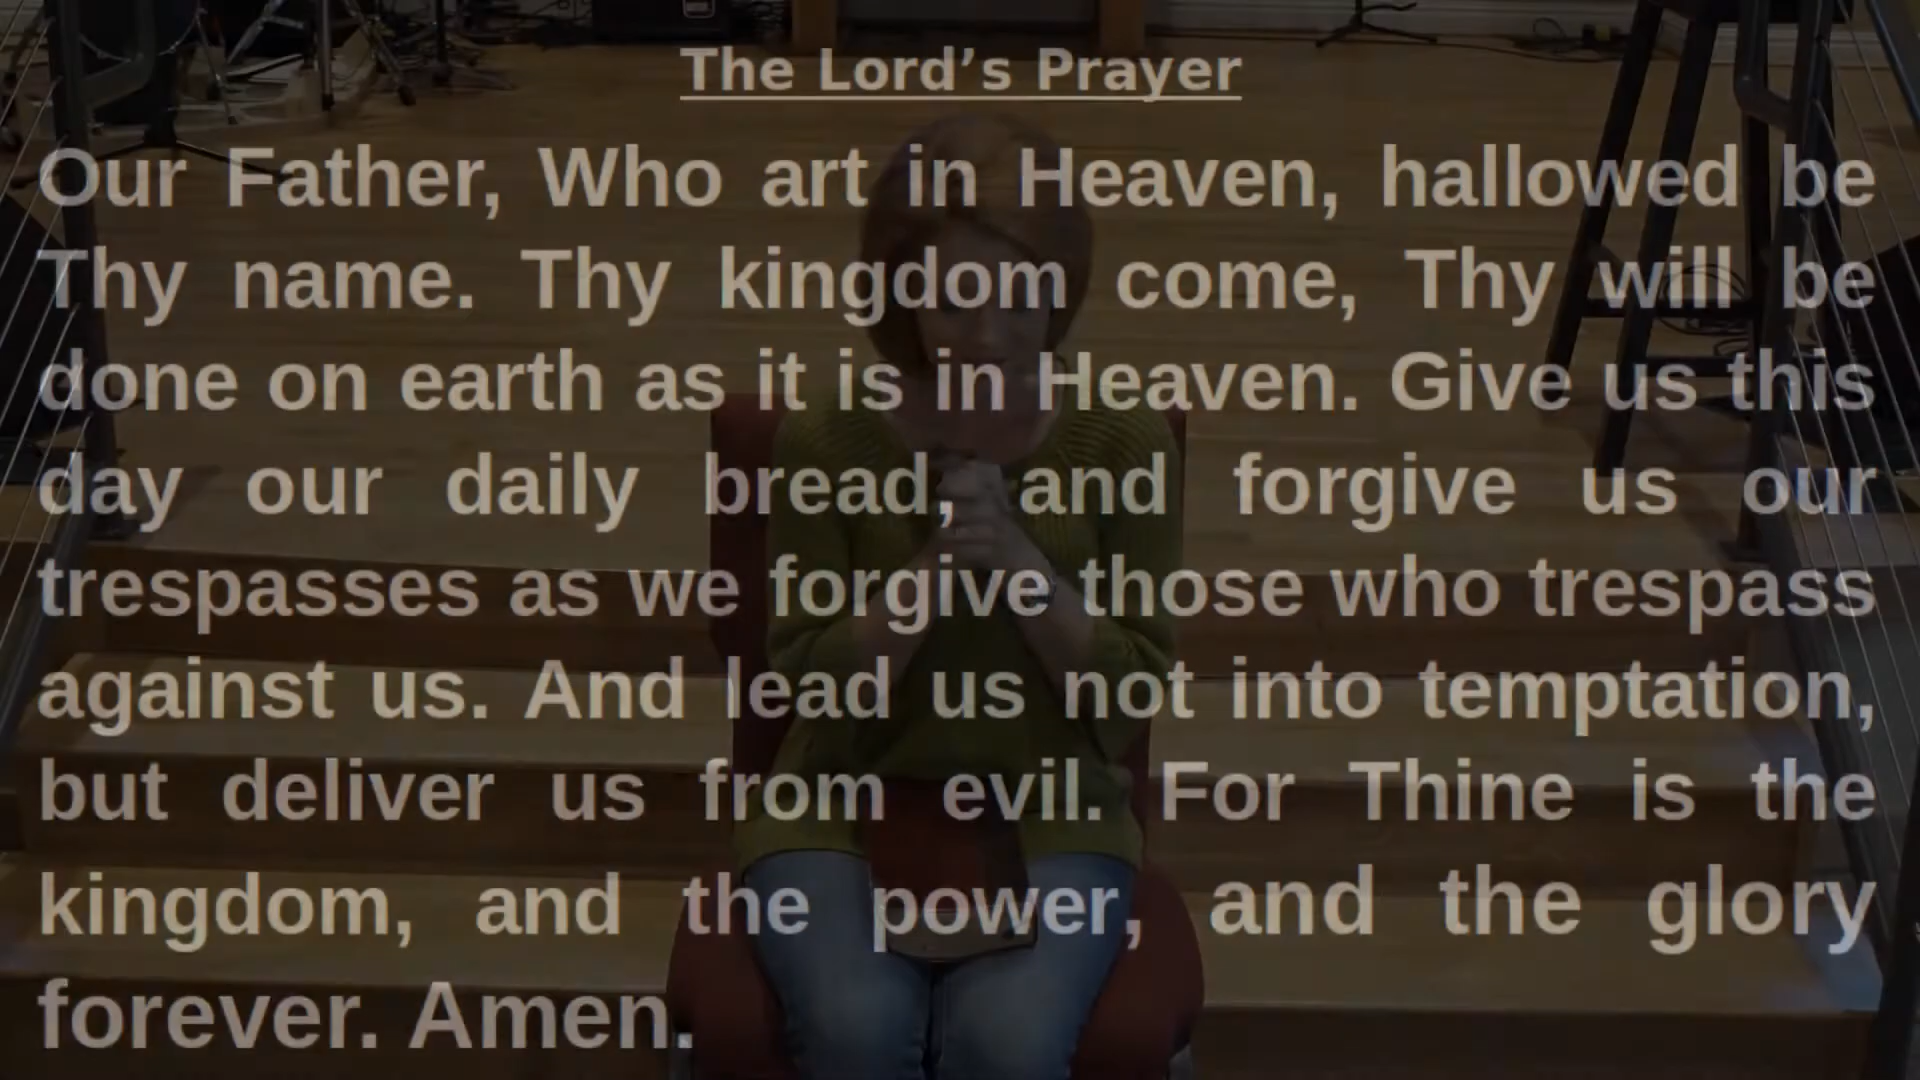 The Lord’s Prayer
Our Father, Who art in Heaven, hallowed be
Thy name. Thy kingdom come, Thy will be
done on earth as it is in Heaven. Give us this
day our daily bread, and forgive us our
trespasses as we forgive those who trespass
against us. And lead us not into temptation,
but deliver us from evil. For Thine is the
kingdom, and the power, and the glory
forever. Amen.